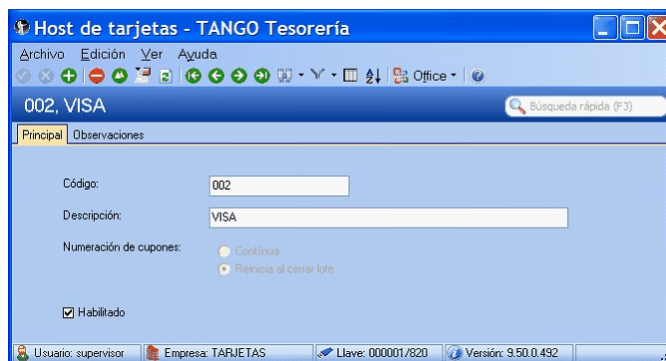 Host de tarjetas - TANGO Tesorería
Archivo Edición Ver Ayuda
Office
002, VISA
Búsqueda rápida (F3)
Principal Observaciones
Código: 002
Descripción: VISA
Numeración de cupones: Contínua
Reinicia al cerrar lote
Habilitado
Usuario: supervisor Empresa: TARJETAS Llave: 000001/820 Versión: 9.50.0.492